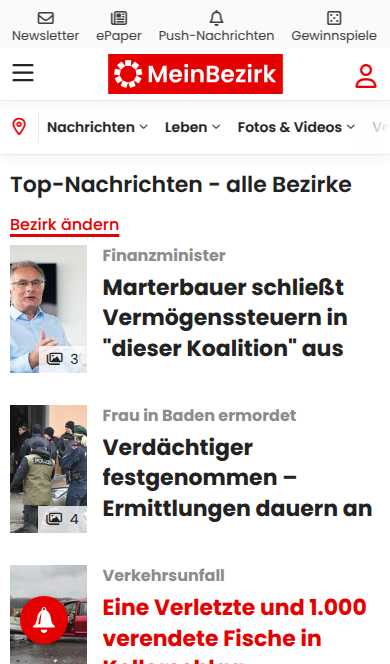 Newsletter ePaper Push-Nachrichten Gewinnspiele
MeinBezirk
Nachrichten Leben Fotos & Videos
Top-Nachrichten - alle Bezirke
Bezirk ändern
Finanzminister
Marterbauer schließt
Vermögenssteuern in
"dieser Koalition" aus
3
Frau in Baden ermordet
Verdächtiger
festgenommen –
Ermittlungen dauern an
POLIZEI
4
Verkehrsunfall
Eine Verletzte und 1.000
verendete Fische in